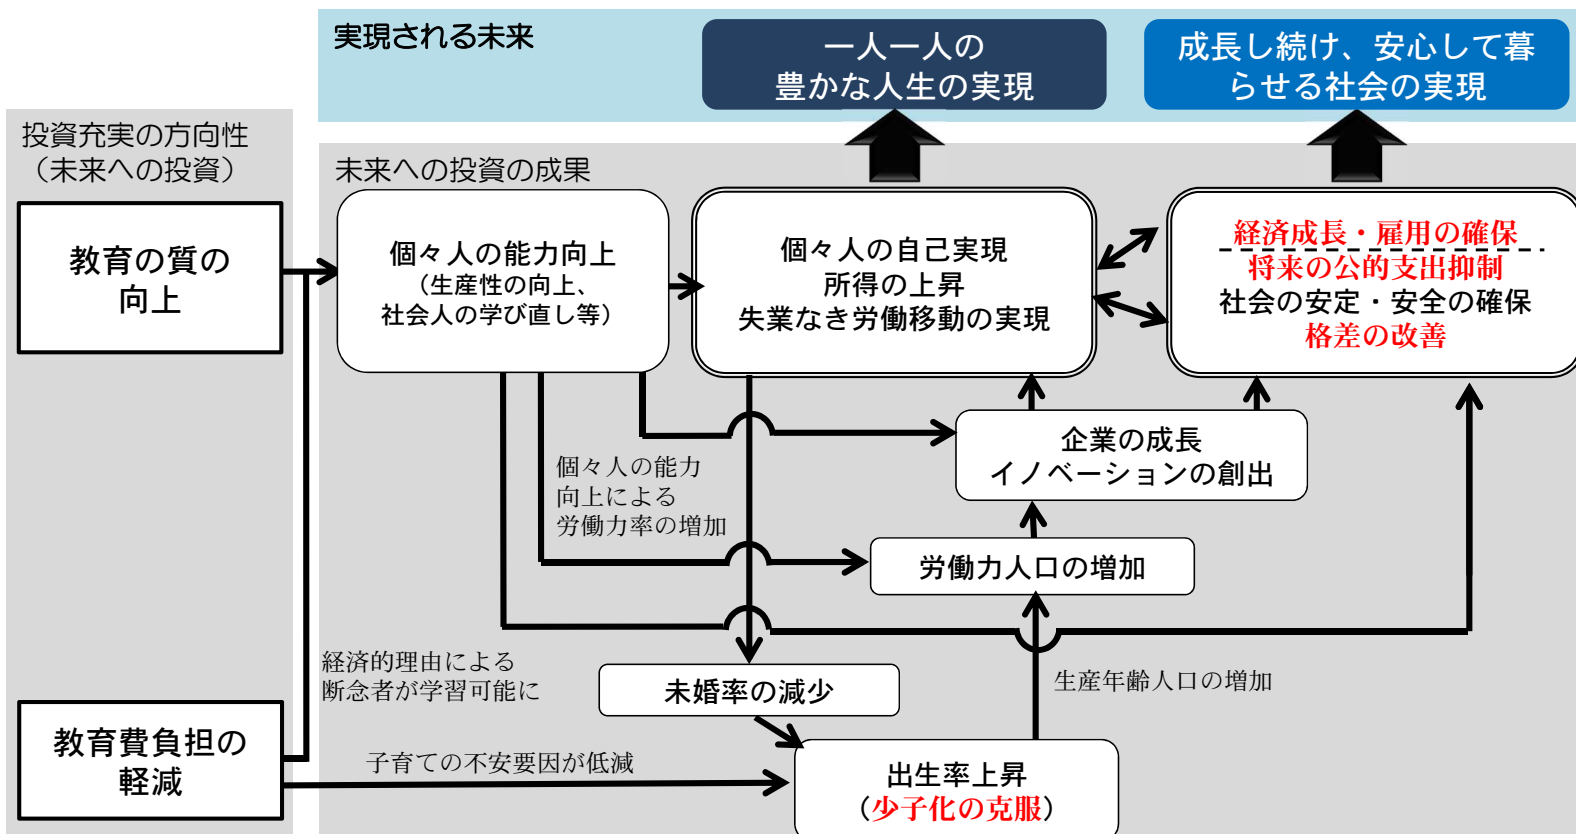 実現される未来
一人一人の
豊かな人生の実現
成長し続け、安心して暮
らせる社会の実現
投資充実の方向性
（未来への投資）
未来への投資の成果
教育の質の
向上
個々人の能力向上
（生産性の向上、
社会人の学び直し等）
個々人の自己実現
所得の上昇
失業なき労働移動の実現
経済成長・雇用の確保
将来の公的支出抑制
社会の安定・安全の確保
格差の改善
企業の成長
イノベーションの創出
個々人の能力
向上による
労働力率の増加
労働力人口の増加
経済的理由による
断念者が学習可能に
未婚率の減少
生産年齢人口の増加
教育費負担の
軽減
子育ての不安要因が低減
出生率上昇
（少子化の克服）